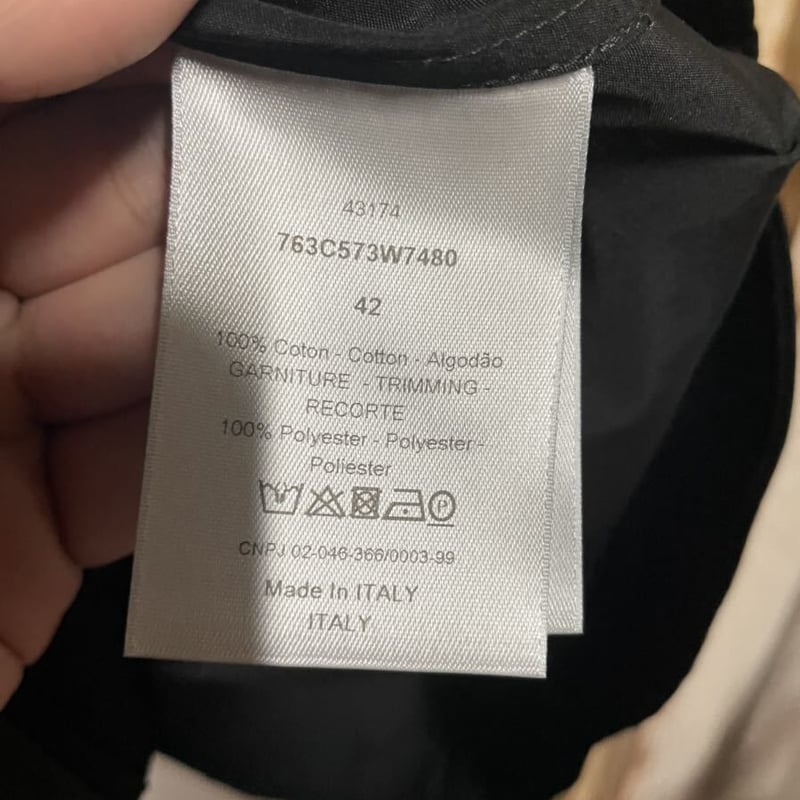 43174
763C573W7480
42
100% Coton - Cotton - Algodão
GARNITURE - TRIMMING -
RECORTE
100% Polyester - Polyester -
Poliester
P
CNPJ 02-046-366/0003-99
Made In ITALY
ITALY